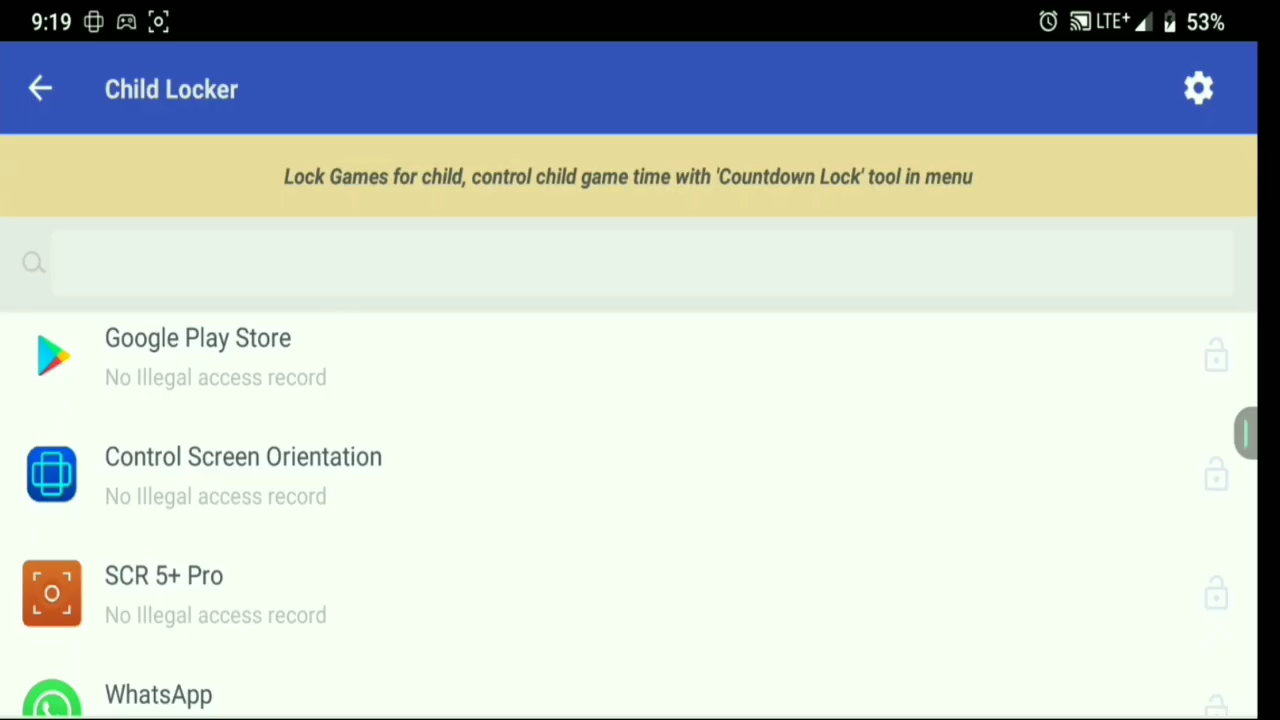 9:19 LTE+ 53%
Child Locker
Lock Games for child, control child game time with 'Countdown Lock' tool in menu
Google Play Store
No Illegal access record
Control Screen Orientation
No Illegal access record
SCR 5+ Pro
No Illegal access record
WhatsApp